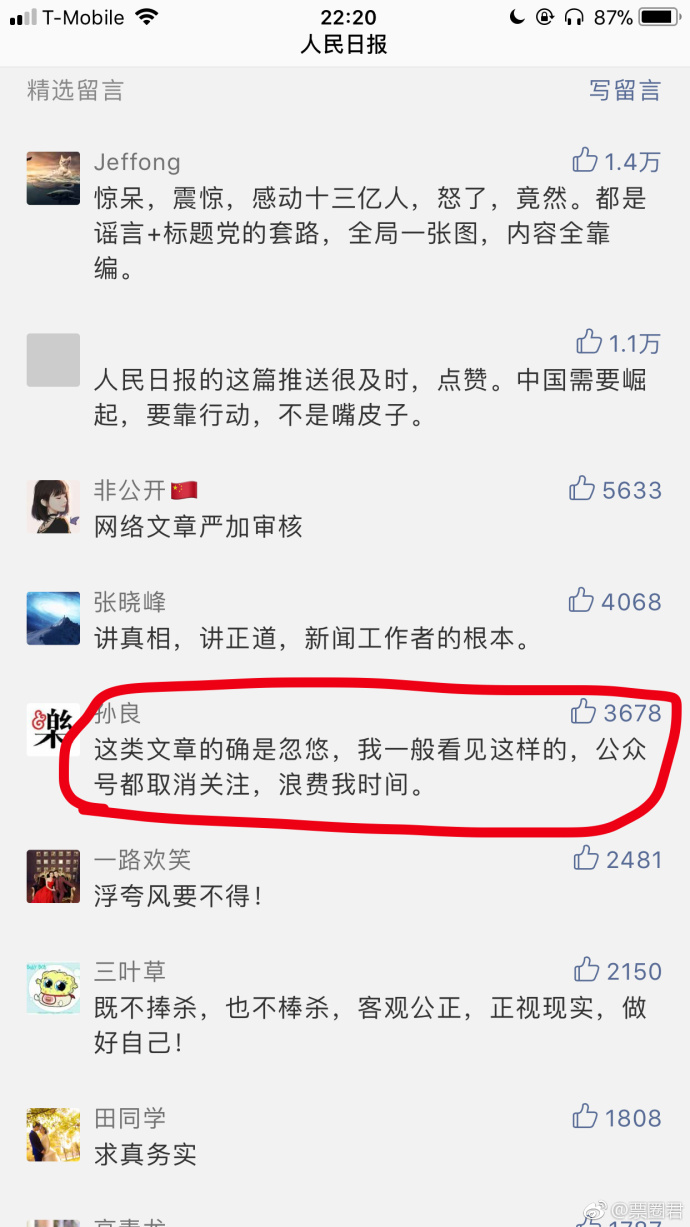 T-Mobile 22:20 87%
人民日报
精选留言 写留言
Jeffong 1.4万
惊呆，震惊，感动十三亿人，怒了，竟然。都是
谣言+标题党的套路，全局一张图，内容全靠
编。
1.1万
人民日报的这篇推送很及时，点赞。中国需要崛
起，要靠行动，不是嘴皮子。
非公开🇨🇳 5633
网络文章严加审核
张晓峰 4068
讲真相，讲正道，新闻工作者的根本。
孙良 3678
这类文章的确是忽悠，我一般看见这样的，公众
号都取消关注，浪费我时间。
一路欢笑 2481
浮夸风要不得！
三叶草 2150
既不捧杀，也不棒杀，客观公正，正视现实，做
好自己！
田同学 1808
求真务实
@票圈君